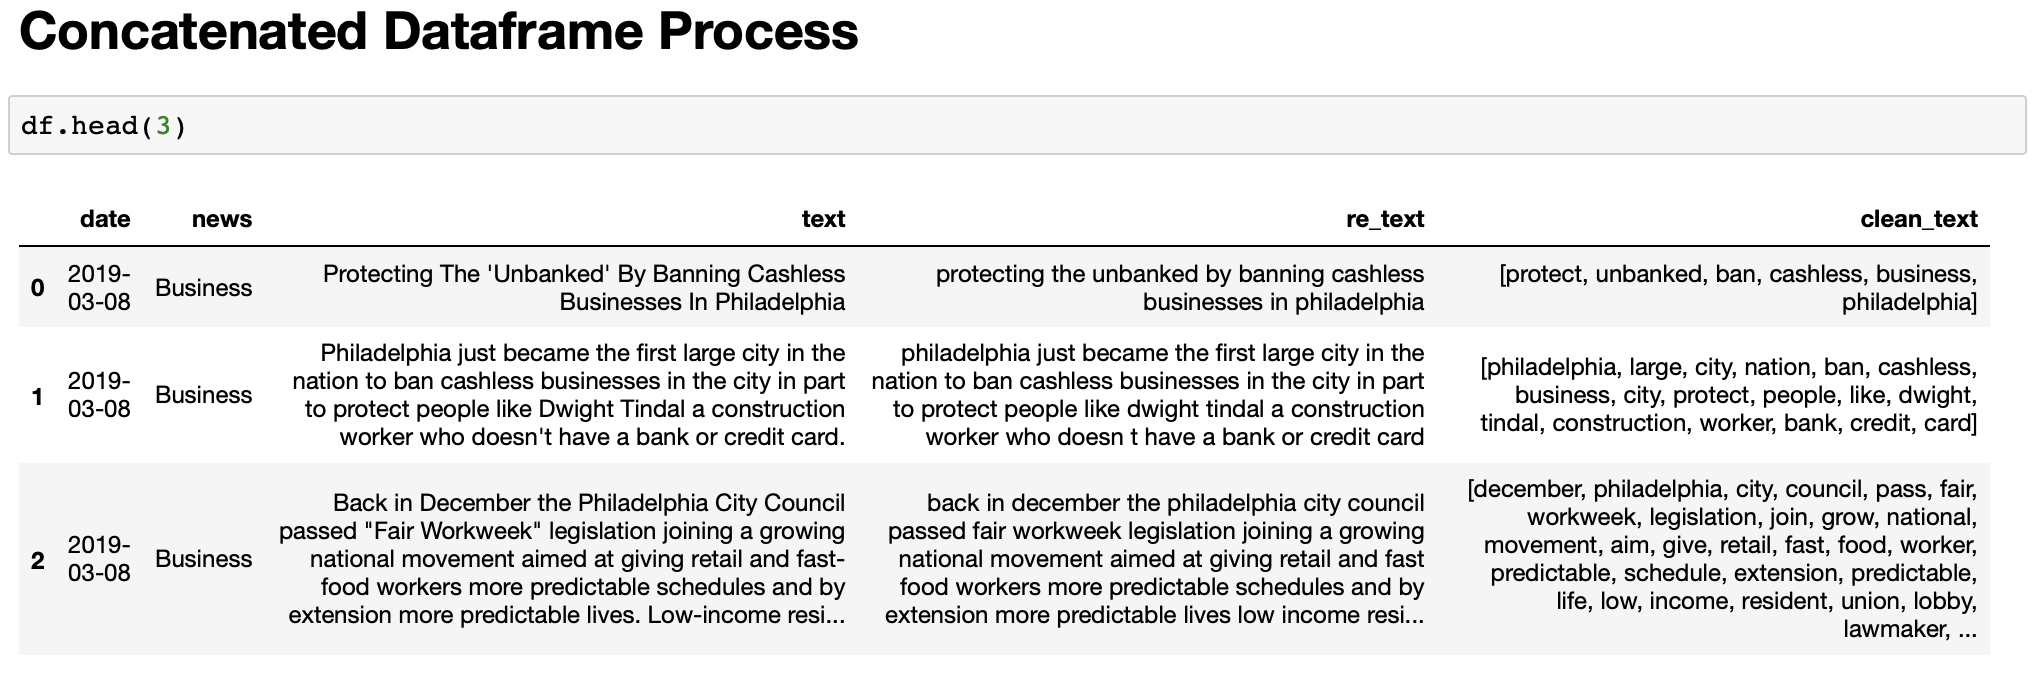 Concatenated Dataframe Process
df.head(3)
date news text re_text clean_text
0 2019-03-08 Business Protecting The 'Unbanked' By Banning Cashless Businesses In Philadelphia protecting the unbanked by banning cashless businesses in philadelphia [protect, unbanked, ban, cashless, business, philadelphia]
1 2019-03-08 Business Philadelphia just became the first large city in the nation to ban cashless businesses in the city in part to protect people like Dwight Tindal a construction worker who doesn't have a bank or credit card. philadelphia just became the first large city in the nation to ban cashless businesses in the city in part to protect people like dwight tindal a construction worker who doesn t have a bank or credit card [philadelphia, large, city, nation, ban, cashless, business, city, protect, people, like, dwight, tindal, construction, worker, bank, credit, card]
2 2019-03-08 Business Back in December the Philadelphia City Council passed "Fair Workweek" legislation joining a growing national movement aimed at giving retail and fast-food workers more predictable schedules and by extension more predictable lives. Low-income resi... back in december the philadelphia city council passed fair workweek legislation joining a growing national movement aimed at giving retail and fast food workers more predictable schedules and by extension more predictable lives low income resi... [december, philadelphia, city, council, pass, fair, workweek, legislation, join, grow, national, movement, aim, give, retail, fast, food, worker, predictable, schedule, extension, predictable, life, low, income, resident, union, lobby, lawmaker, ...